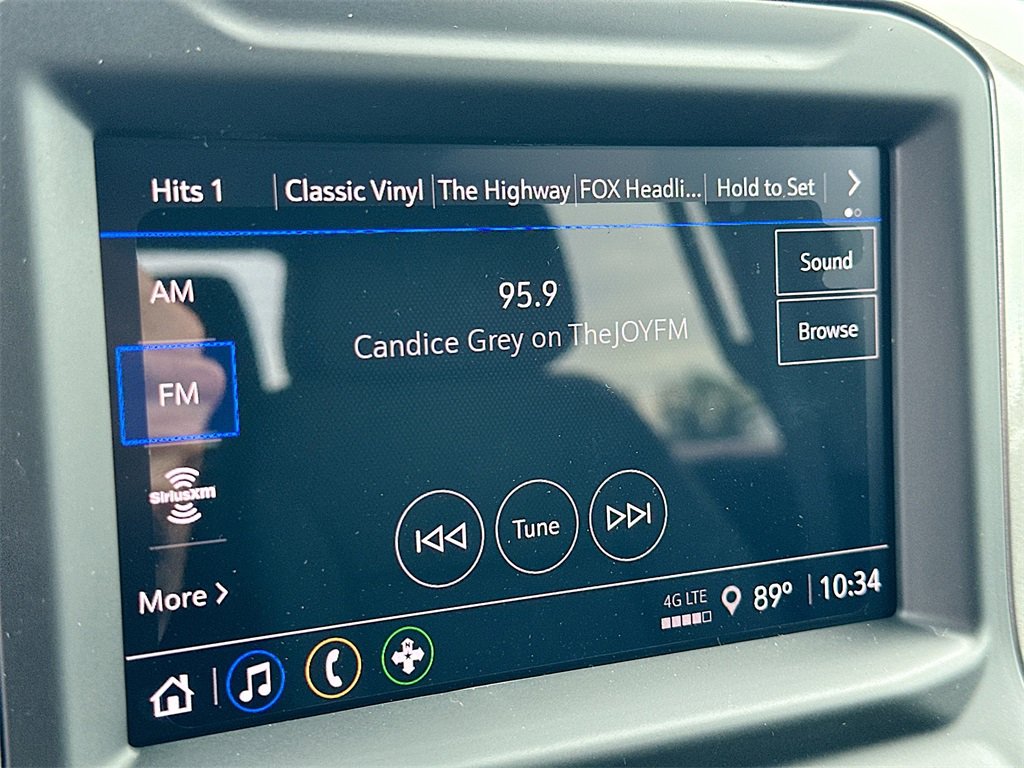 Hits 1 Classic Vinyl The Highway FOX Headli... Hold to Set
AM
95.9
Sound
Candice Grey on TheJOYFM
Browse
FM
SiriusXm
Tune
More
4G LTE 89º 10:34
N